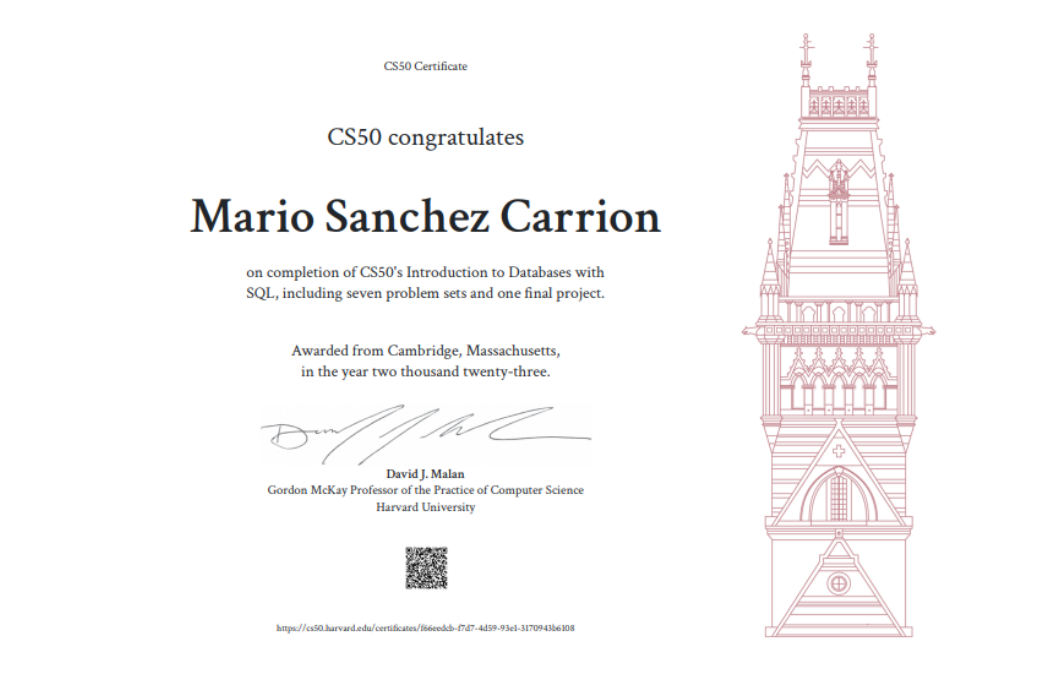 CS50 Certificate
CS50 congratulates
Mario Sanchez Carrion
on completion of CS50's Introduction to Databases with
SQL, including seven problem sets and one final project.
Awarded from Cambridge, Massachusetts,
in the year two thousand twenty-three.
David J. Malan
Gordon McKay Professor of the Practice of Computer Science
Harvard University
https://cs50.harvard.edu/certificates/f66eedcb-f7d7-4d59-93e1-3170943b6108